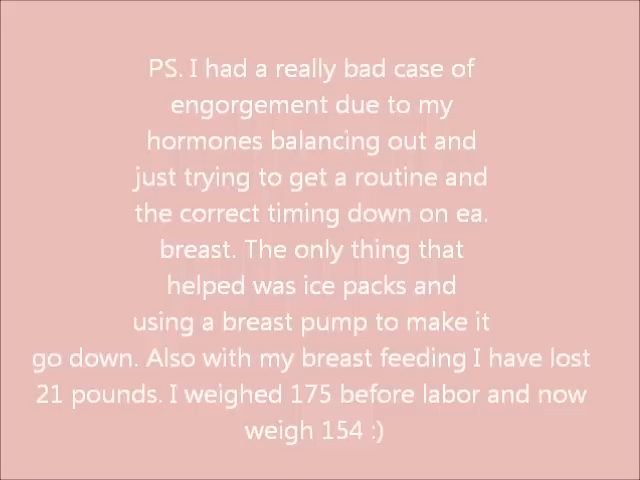 PS. I had a really bad case of
engorgement due to my
hormones balancing out and
just trying to get a routine and
the correct timing down on ea.
breast. The only thing that
helped was ice packs and
using a breast pump to make it
go down. Also with my breast feeding I have lost
21 pounds. I weighed 175 before labor and now
weigh 154 :)